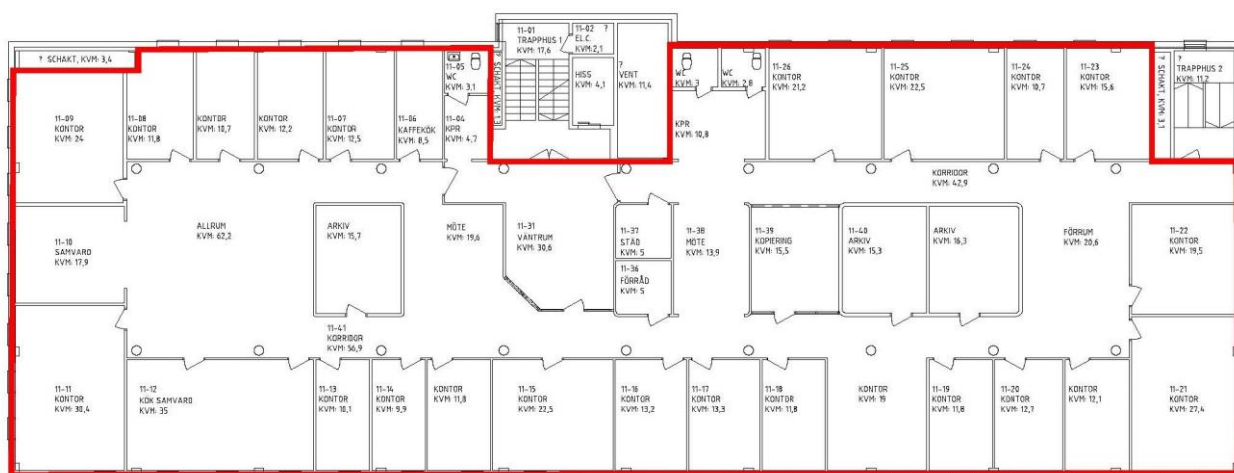 ? SCHAKT, KVM: 3,4
11-01
TRAPPHUS 1
KVM: 17,6
11-02 ?
EL C.
KVM:2,1
? SCHAKT, KVM: 1,3
HISS
KVM: 4,1
?
VENT
KVM: 11,4
11-05
WC
KVM: 3,1
11-04
KPR
KVM: 4,7
WC
KVM: 3
WC
KVM: 2,8
KPR
KVM: 10,8
11-26
KONTOR
KVM: 21,2
11-25
KONTOR
KVM: 22,5
11-24
KONTOR
KVM: 10,7
11-23
KONTOR
KVM: 15,6
? SCHAKT, KVM: 3,1
?
TRAPPHUS 2
KVM: 11,2
11-09
KONTOR
KVM: 24
11-08
KONTOR
KVM: 11,8
KONTOR
KVM: 10,7
KONTOR
KVM: 12,2
11-07
KONTOR
KVM: 12,5
11-06
KAFFEKÖK
KVM: 8,5
KORRIDOR
KVM: 42,9
11-10
SAMVARO
KVM: 17,9
ALLRUM
KVM: 62,2
ARKIV
KVM: 15,7
MÖTE
KVM: 19,6
11-31
VÄNTRUM
KVM: 30,6
11-37
STÄD
KVM: 5
11-36
FÖRRÅD
KVM: 5
11-38
MÖTE
KVM: 13,9
11-39
KOPIERING
KVM: 15,5
11-40
ARKIV
KVM: 15,3
ARKIV
KVM: 16,3
FÖRRUM
KVM: 20,6
11-22
KONTOR
KVM: 19,5
11-41
KORRIDOR
KVM: 56,9
11-11
KONTOR
KVM: 30,4
11-12
KÖK SAMVARO
KVM: 35
11-13
KONTOR
KVM: 10,1
11-14
KONTOR
KVM: 9,9
KONTOR
KVM: 11,8
11-15
KONTOR
KVM: 22,5
11-16
KONTOR
KVM: 13,2
11-17
KONTOR
KVM: 13,3
11-18
KONTOR
KVM: 11,8
KONTOR
KVM: 19
11-19
KONTOR
KVM: 11,8
11-20
KONTOR
KVM: 12,7
KONTOR
KVM: 12,1
11-21
KONTOR
KVM: 27,4